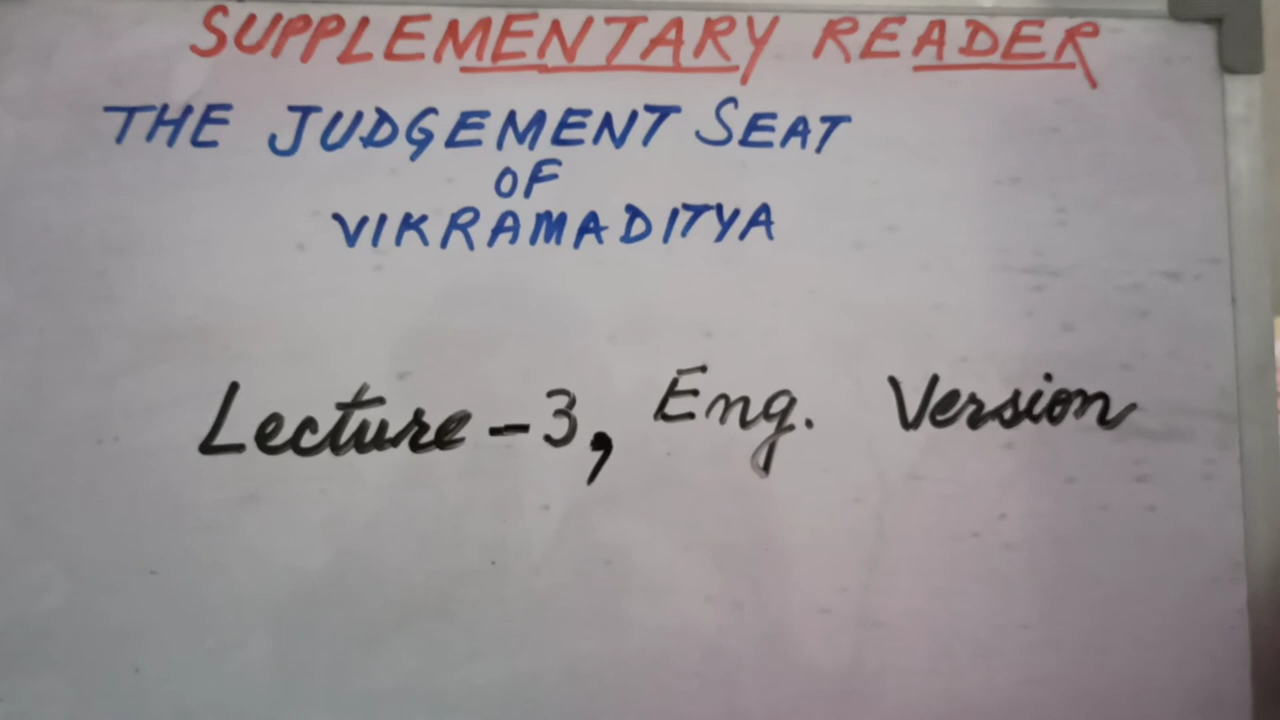 SUPPLEMENTARY READER
THE JUDGEMENT SEAT
OF
VIKRAMADITYA
Lecture-3, Eng. Version